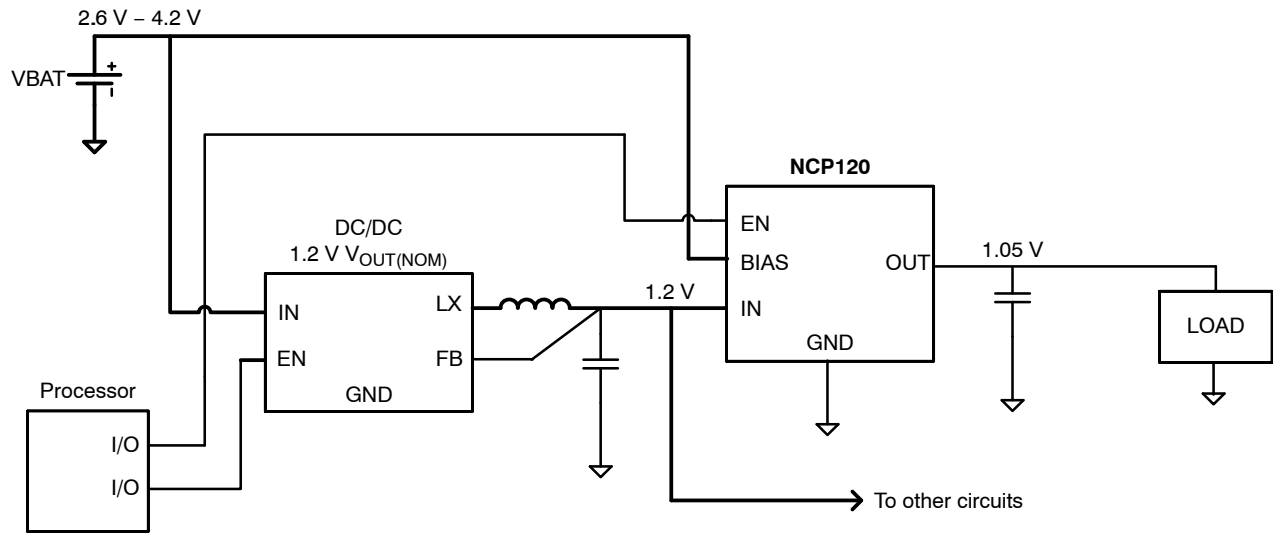 2.6 V – 4.2 V
VBAT
+
NCP120
EN
BIAS
IN
OUT
GND
1.05 V
LOAD
DC/DC
1.2 V VOUT(NOM)
IN
EN
LX
FB
GND
1.2 V
Processor
I/O
I/O
To other circuits